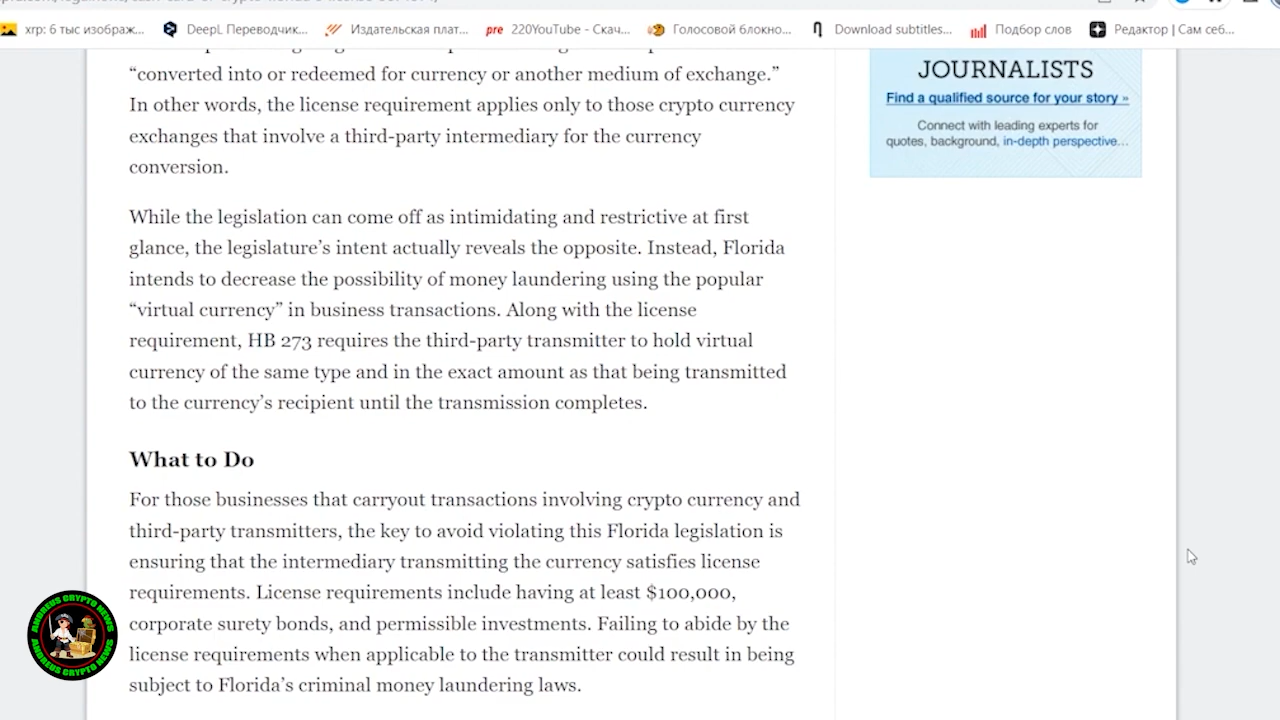 xrp: 6 тыс изображ...
DeepL Переводчик...
Издательская плат...
pre 220YouTube - Скач...
Голосовой блокно...
Download subtitles...
Подбор слов
Редактор | Сам себ...
“converted into or redeemed for currency or another medium of exchange.”
In other words, the license requirement applies only to those crypto currency
exchanges that involve a third-party intermediary for the currency
conversion.
While the legislation can come off as intimidating and restrictive at first
glance, the legislature’s intent actually reveals the opposite. Instead, Florida
intends to decrease the possibility of money laundering using the popular
“virtual currency” in business transactions. Along with the license
requirement, HB 273 requires the third-party transmitter to hold virtual
currency of the same type and in the exact amount as that being transmitted
to the currency’s recipient until the transmission completes.
What to Do
For those businesses that carryout transactions involving crypto currency and
third-party transmitters, the key to avoid violating this Florida legislation is
ensuring that the intermediary transmitting the currency satisfies license
requirements. License requirements include having at least $100,000,
corporate surety bonds, and permissible investments. Failing to abide by the
license requirements when applicable to the transmitter could result in being
subject to Florida’s criminal money laundering laws.
JOURNALISTS
Find a qualified source for your story »
Connect with leading experts for
quotes, background, in-depth perspective...
ANDREUS CRYPTO NEWS
ANDREUS CRYPTO NEWS